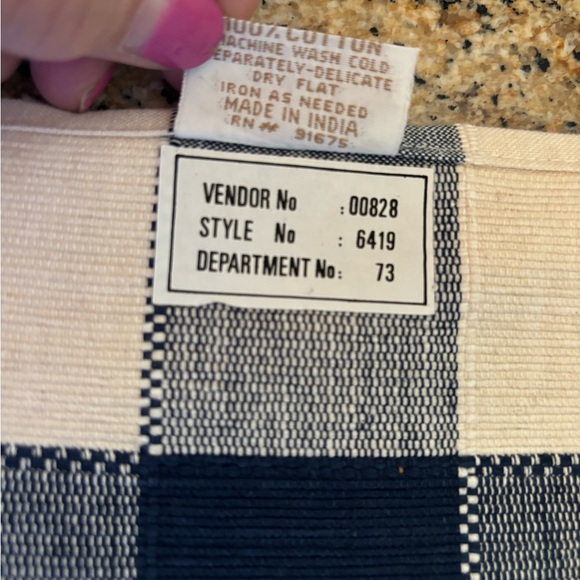 100% COTTON
MACHINE WASH COLD
SEPARATELY-DELICATE
DRY FLAT
IRON AS NEEDED
MADE IN INDIA
RN# 91675
VENDOR No : 00828
STYLE No : 6419
DEPARTMENT No: 73